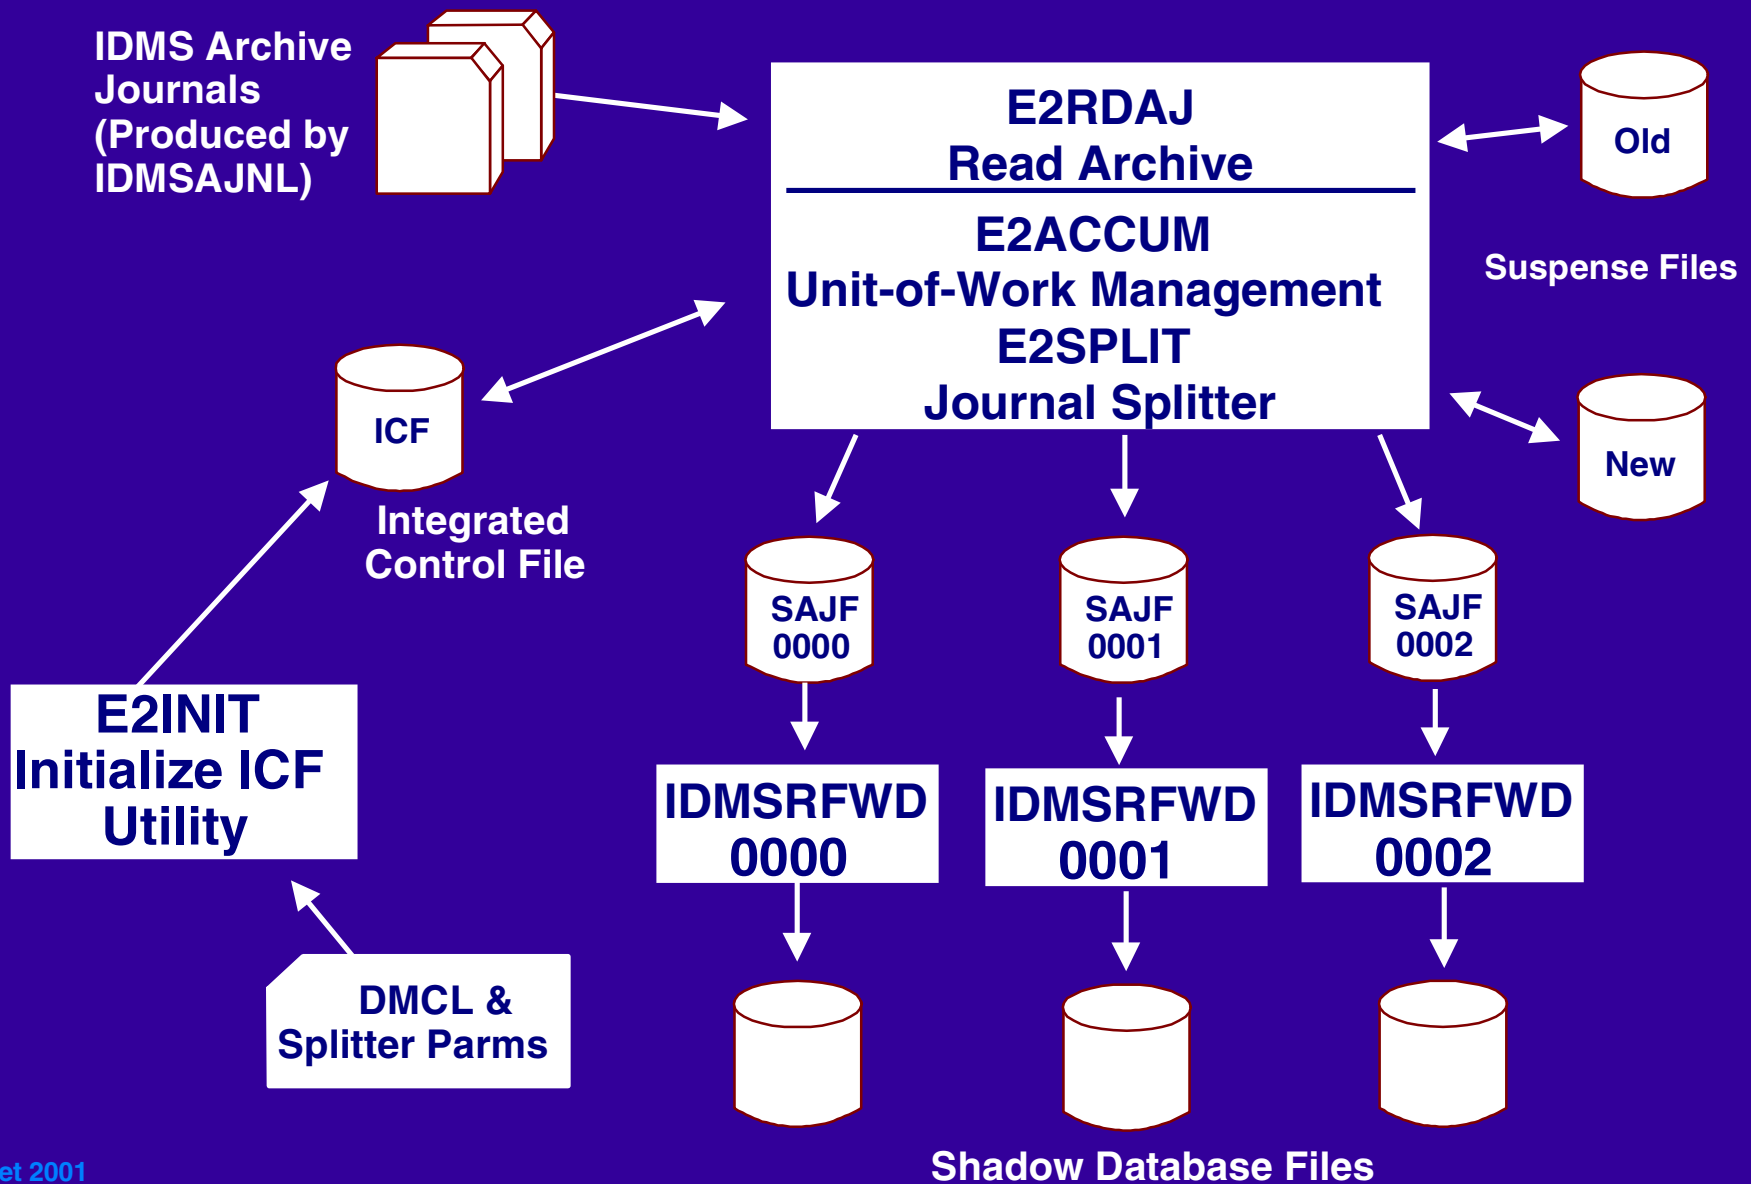 IDMS Archive
Journals
(Produced by
IDMSAJNL)
E2RDAJ
Read Archive
E2ACCUM
Unit-of-Work Management
E2SPLIT
Journal Splitter
Old
Suspense Files
New
ICF
Integrated
Control File
SAJF
0000
SAJF
0001
SAJF
0002
E2INIT
Initialize ICF
Utility
IDMSRFWD
0000
IDMSRFWD
0001
IDMSRFWD
0002
DMCL &
Splitter Parms
Shadow Database Files
et 2001